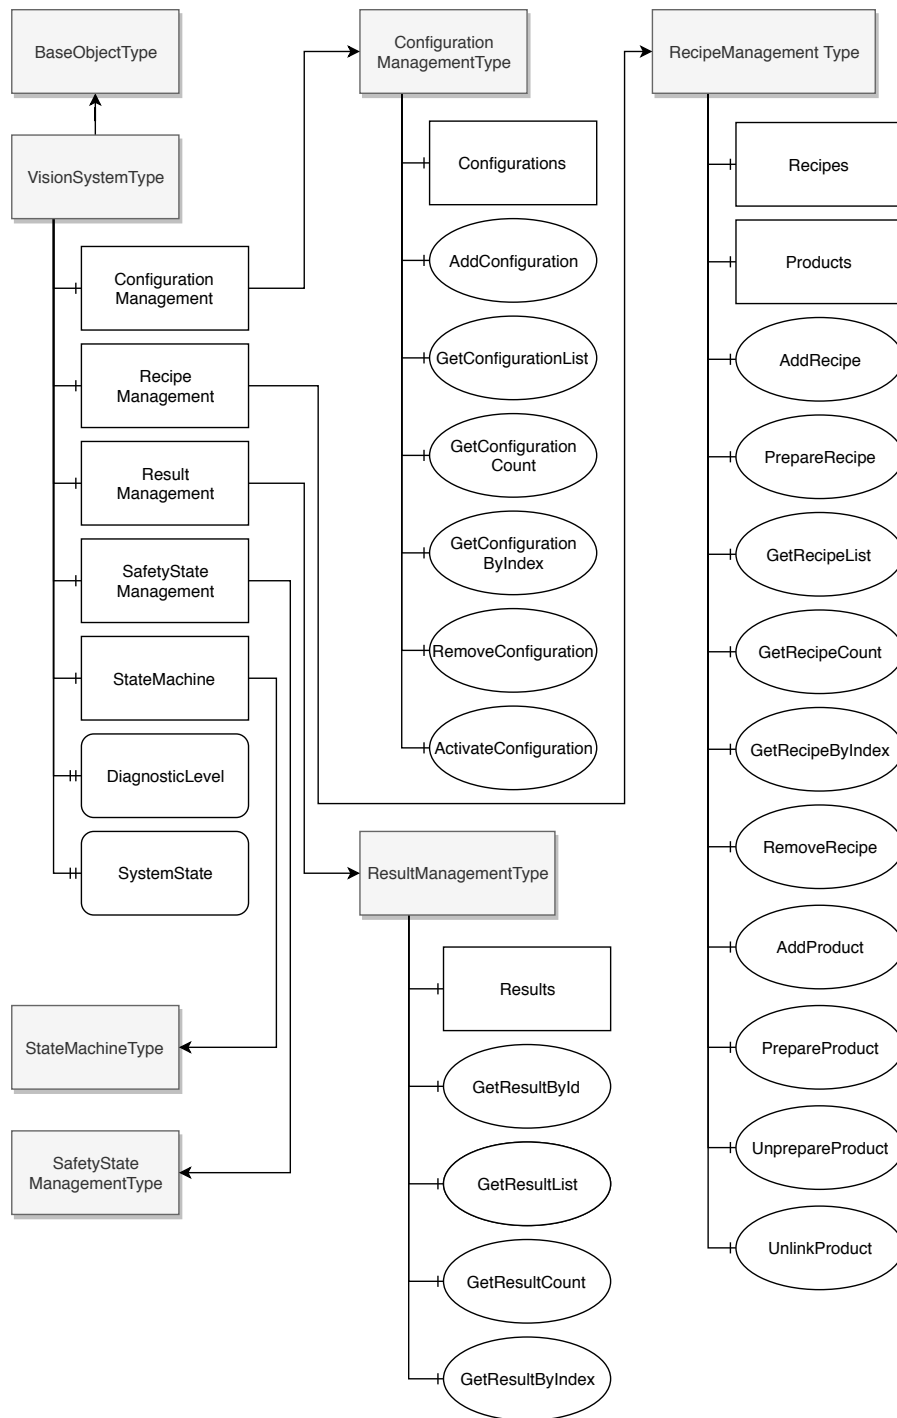 BaseObjectType
VisionSystemType
Configuration
Management
Recipe
Management
Result
Management
SafetyState
Management
StateMachine
DiagnosticLevel
SystemState
StateMachineType
SafetyState
ManagementType
Configuration
ManagementType
Configurations
AddConfiguration
GetConfigurationList
GetConfiguration
Count
GetConfiguration
ByIndex
RemoveConfiguration
ActivateConfiguration
ResultManagementType
Results
GetResultById
GetResultList
GetResultCount
GetResultByIndex
RecipeManagement Type
Recipes
Products
AddRecipe
PrepareRecipe
GetRecipeList
GetRecipeCount
GetRecipeByIndex
RemoveRecipe
AddProduct
PrepareProduct
UnprepareProduct
UnlinkProduct